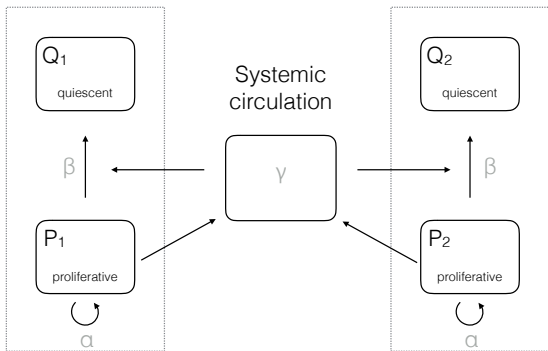 Q1
quiescent
β
P1
proliferative
α
Systemic
circulation
γ
Q2
quiescent
β
P2
proliferative
α